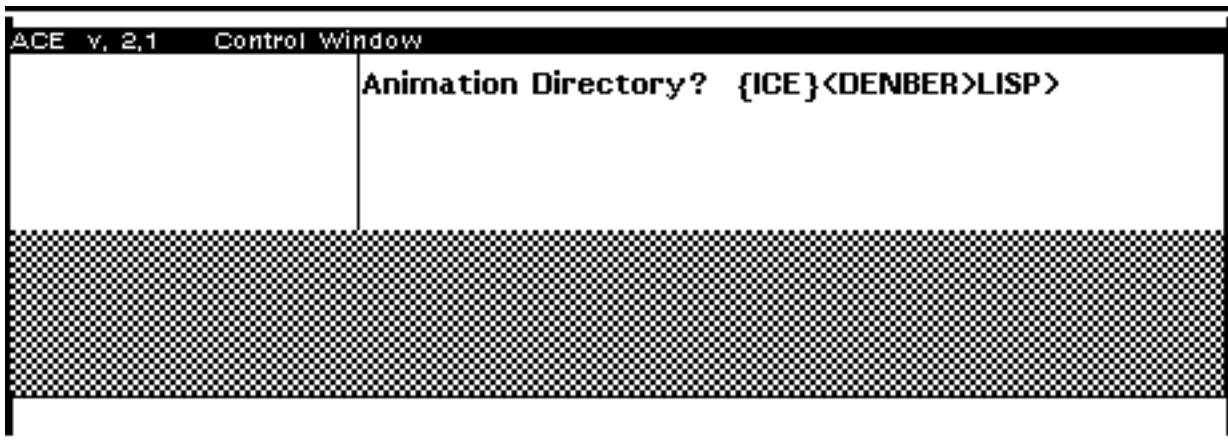 ACE v. 2.1 Control Window
Animation Directory? {ICE}<DENBER>LISP>